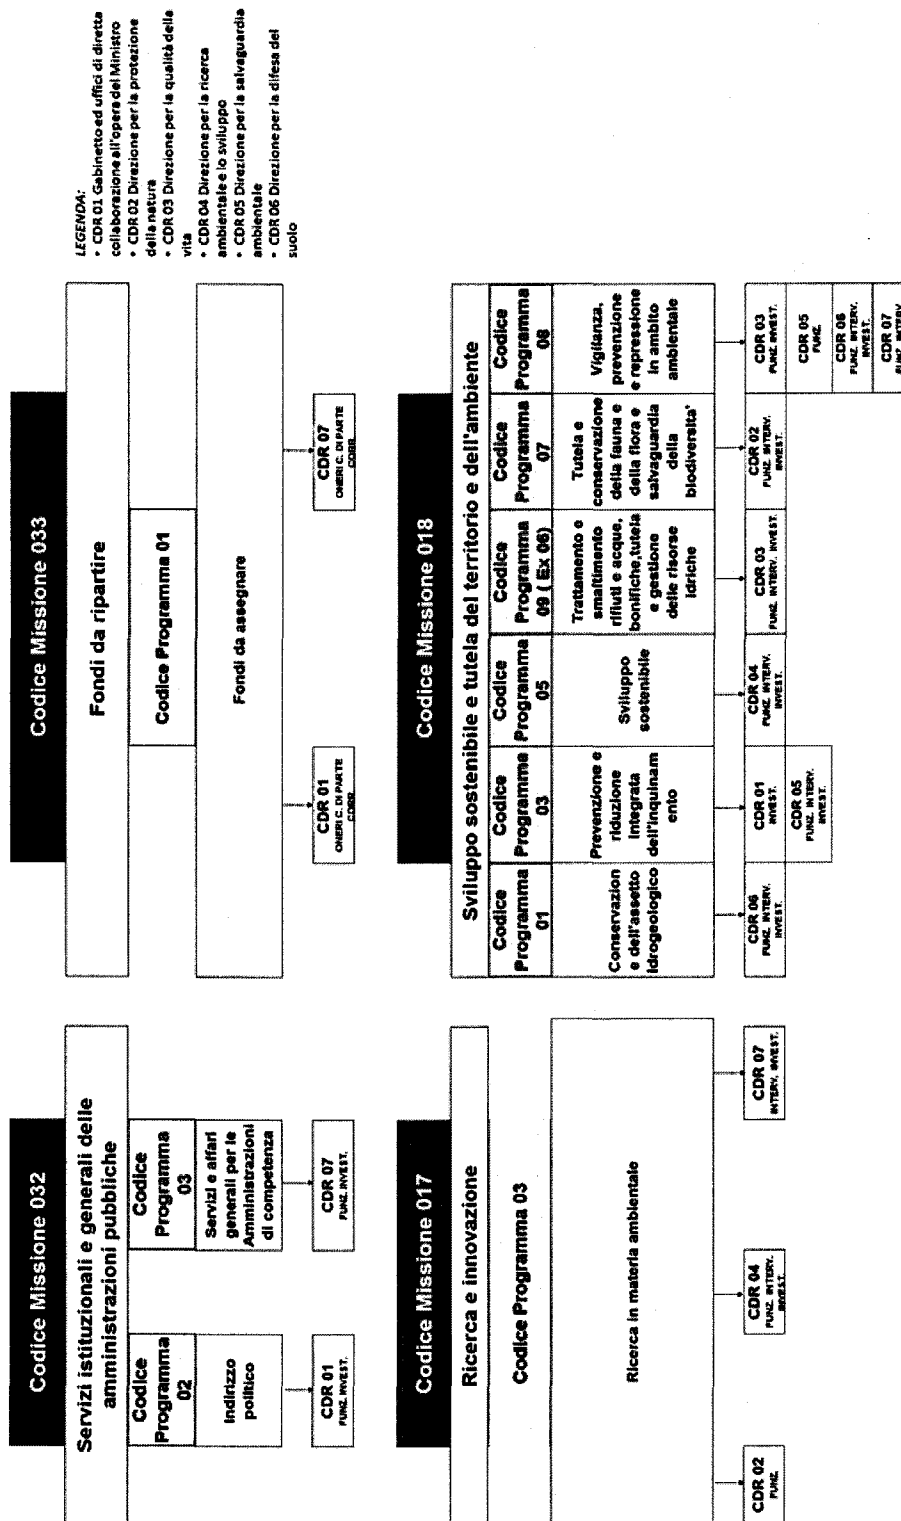 Codice Missione 032
Servizi istituzionali e generali delle
amministrazioni pubbliche
Codice
Programma
02
Indirizzo
politico
CDR 01
FUNZ. INVEST.
Codice
Programma
03
Servizi e affari
generali per le
Amministrazioni
di competenza
CDR 07
FUNZ. INVEST.
Codice Missione 033
Fondi da ripartire
Codice Programma 01
Fondi da assegnare
CDR 01
ONERI C. DI PARTE
CORR.
CDR 07
ONERI C. DI PARTE
CORR.
LEGENDA:
• CDR 01 Gabinetto ed uffici di diretta
collaborazione all'opera del Ministro
• CDR 02 Direzione per la protezione
della natura
• CDR 03 Direzione per la qualità della
vita
• CDR 04 Direzione per la ricerca
ambientale e lo sviluppo
• CDR 05 Direzione per la salvaguardia
ambientale
• CDR 06 Direzione per la difesa del
suolo
Codice Missione 017
Ricerca e innovazione
Codice Programma 03
Ricerca in materia ambientale
CDR 02
FUNZ.
CDR 04
FUNZ. INTERV.
INVEST.
CDR 07
INTERV. INVEST.
Codice Missione 018
Sviluppo sostenibile e tutela del territorio e dell'ambiente
Codice
Programma
01
Conservazion
e dell'assetto
idrogeologico
CDR 06
FUNZ. INTERV.
INVEST.
Codice
Programma
03
Prevenzione e
riduzione
integrata
dell'inquinam
ento
CDR 01
INVEST.
CDR 05
FUNZ. INTERV.
INVEST.
Codice
Programma
05
Sviluppo
sostenibile
CDR 04
FUNZ. INTERV.
INVEST.
Codice
Programma
09 ( Ex 06)
Trattamento e
smaltimento
rifiuti e acque,
bonifiche,tutela
e gestione
delle risorse
idriche
CDR 03
FUNZ. INTERV. INVEST.
Codice
Programma
07
Tutela e
conservazione
della fauna e
della flora e
salvaguardia
della
biodiversita'
CDR 02
FUNZ. INTERV.
INVEST.
Codice
Programma
08
Vigilanza,
prevenzione
e repressione
in ambito
ambientale
CDR 03
FUNZ. INVEST.
CDR 05
FUNZ.
CDR 06
FUNZ. INTERV.
INVEST.
CDR 07
FUNZ. INTERV.